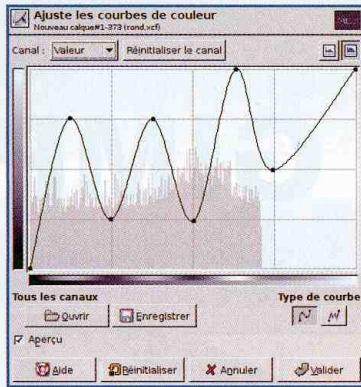 Ajuste les courbes de couleur
Nouveau calque#1-373 (rond.xcf)
Canal : Valeur Réinitialiser le canal
Tous les canaux Type de courbe
Ouvrir Enregistrer
Aperçu
Aide Réinitialiser Annuler Valider